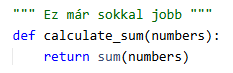 """ Ez már sokkal jobb """
def calculate_sum(numbers):
    return sum(numbers)